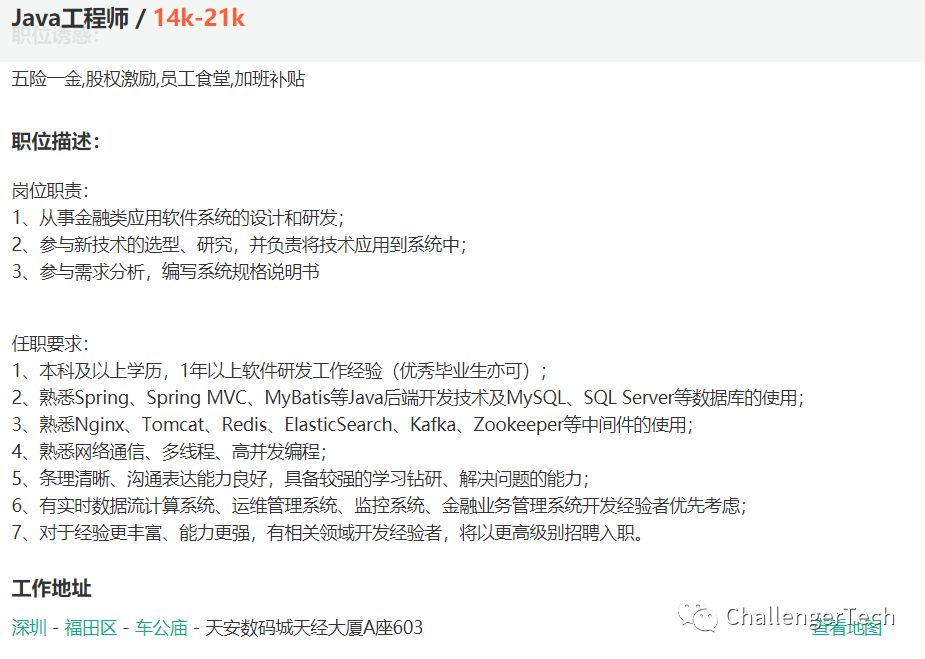 Java工程师 / 14k-21k
职位诱惑：
五险一金,股权激励,员工食堂,加班补贴
职位描述：
岗位职责：
1、从事金融类应用软件系统的设计和研发；
2、参与新技术的选型、研究，并负责将技术应用到系统中；
3、参与需求分析，编写系统规格说明书
任职要求：
1、本科及以上学历，1年以上软件研发工作经验（优秀毕业生亦可）；
2、熟悉Spring、Spring MVC、MyBatis等Java后端开发技术及MySQL、SQL Server等数据库的使用；
3、熟悉Nginx、Tomcat、Redis、ElasticSearch、Kafka、Zookeeper等中间件的使用；
4、熟悉网络通信、多线程、高并发编程；
5、条理清晰、沟通表达能力良好，具备较强的学习钻研、解决问题的能力；
6、有实时数据流计算系统、运维管理系统、监控系统、金融业务管理系统开发经验者优先考虑；
7、对于经验更丰富、能力更强，有相关领域开发经验者，将以更高级别招聘入职。
工作地址
深圳 - 福田区 - 车公庙 - 天安数码城天经大厦A座603
ChallengerTech
查看地图